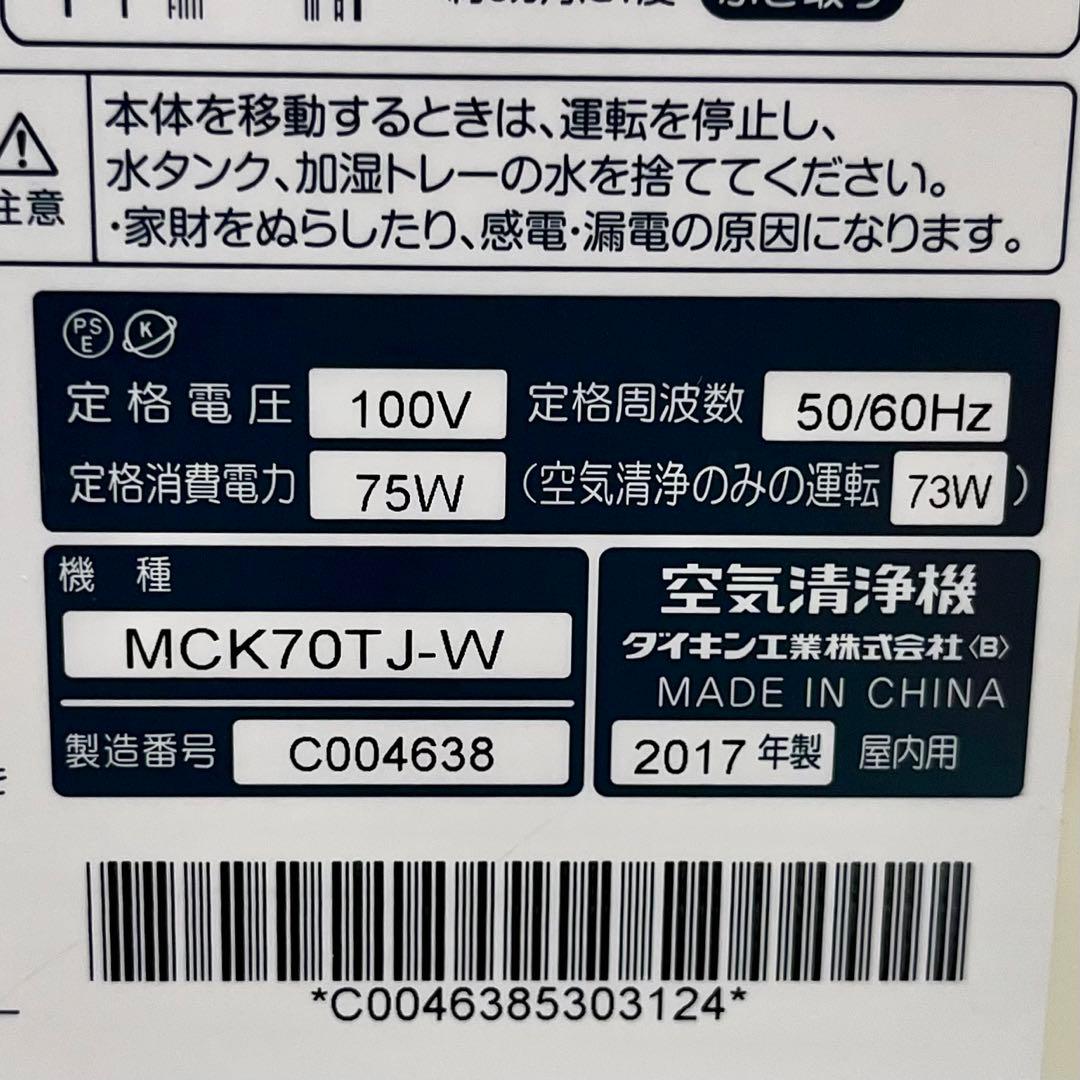 本体を移動するときは、運転を停止し、
水タンク、加湿トレーの水を捨ててください。
・家財をぬらしたり、感電・漏電の原因になります。
注意
PS
E
K
定格電圧 100V 定格周波数 50/60Hz
定格消費電力 75W (空気清浄のみの運転 73W)
機 種
MCK70TJ-W
製造番号 C004638
空気清浄機
ダイキン工業株式会社〈B〉
MADE IN CHINA
2017 年製 屋内用
を
*C0046385303124*